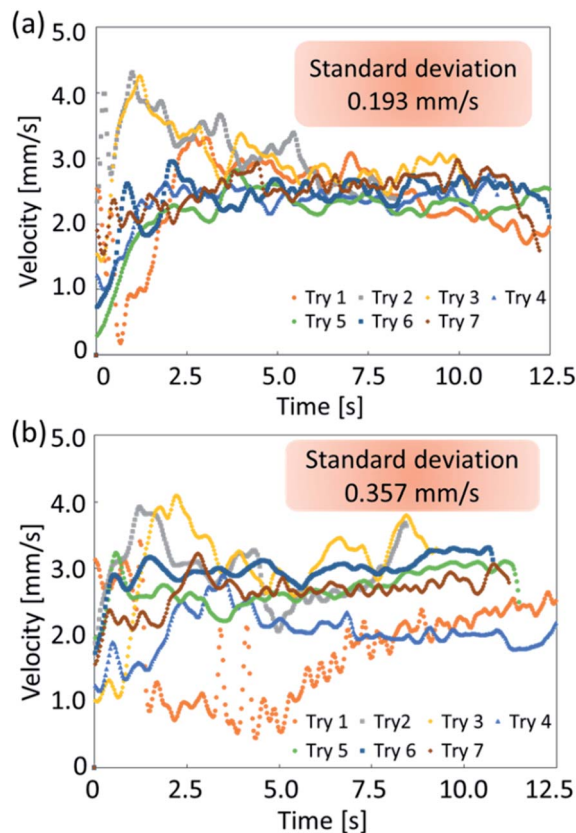 (a)
5.0
4.0
3.0
2.0
1.0
0
Velocity [mm/s]
Standard deviation
0.193 mm/s
Try 1 Try 2 Try 3 Try 4
Try 5 Try 6 Try 7
0 2.5 5.0 7.5 10.0 12.5
Time [s]
(b)
5.0
4.0
3.0
2.0
1.0
0
Velocity [mm/s]
Standard deviation
0.357 mm/s
Try 1 Try2 Try 3 Try 4
Try 5 Try 6 Try 7
0 2.5 5.0 7.5 10.0 12.5
Time [s]